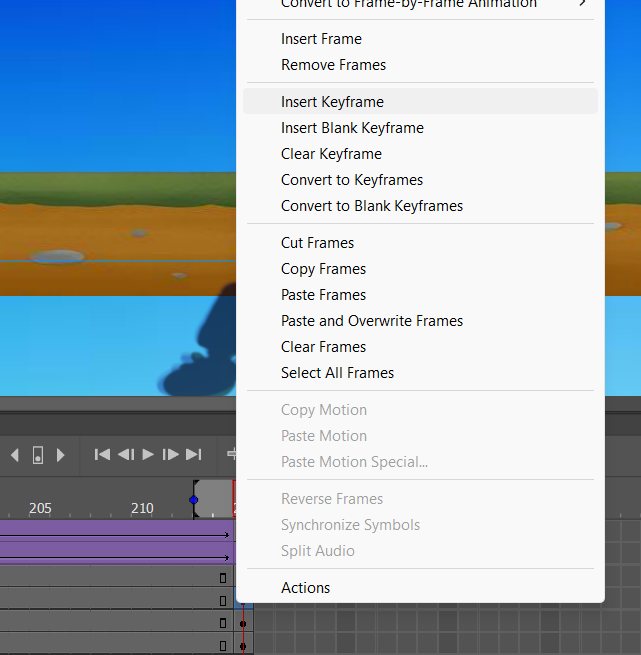 Convert to Frame-by-Frame Animation
Insert Frame
Remove Frames
Insert Keyframe
Insert Blank Keyframe
Clear Keyframe
Convert to Keyframes
Convert to Blank Keyframes
Cut Frames
Copy Frames
Paste Frames
Paste and Overwrite Frames
Clear Frames
Select All Frames
Copy Motion
Paste Motion
Paste Motion Special...
Reverse Frames
Synchronize Symbols
Split Audio
Actions
205 210